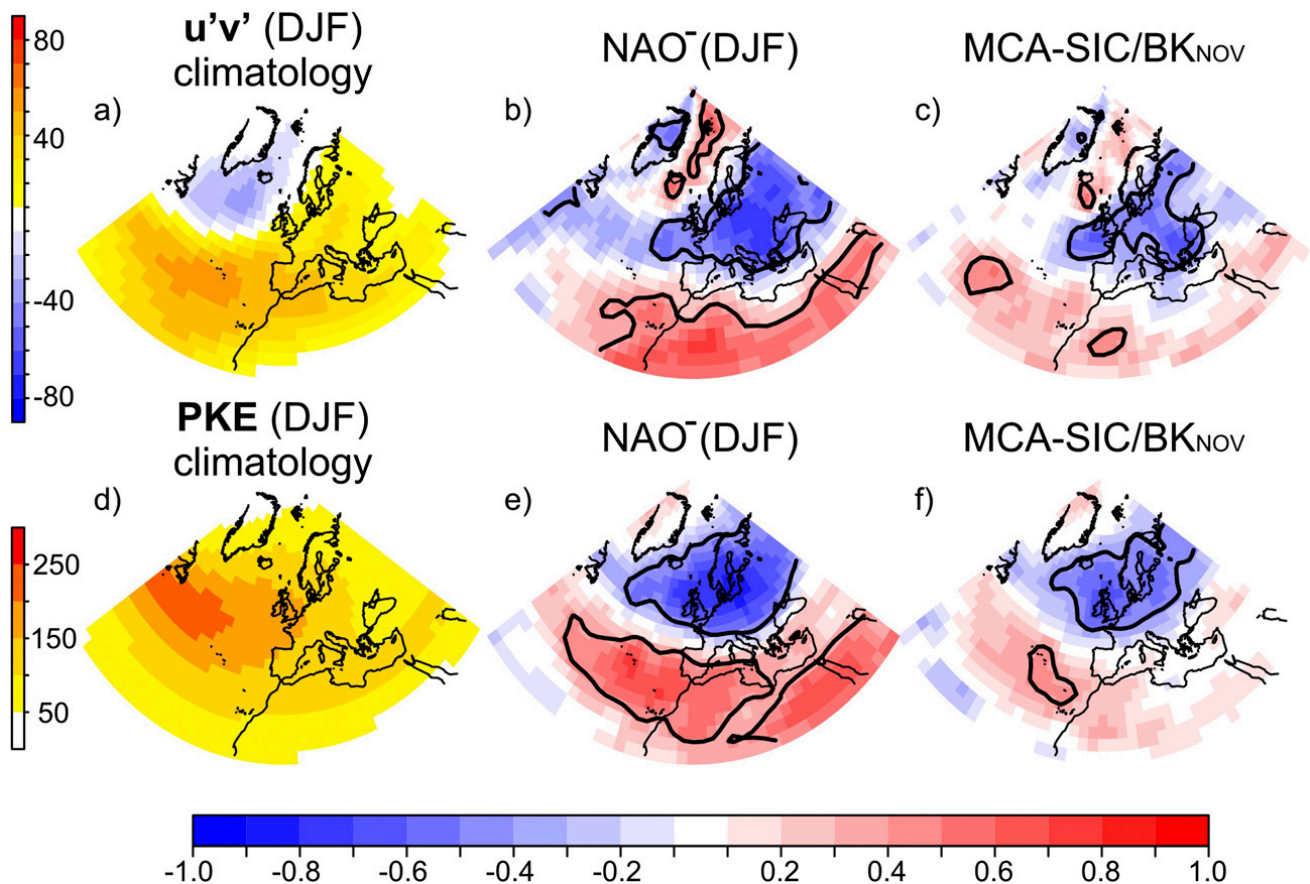 u'v' (DJF)
climatology
NAO⁻(DJF)
MCA-SIC/BKNOV
a)
b)
c)
80
40
-40
-80
PKE (DJF)
climatology
NAO⁻(DJF)
MCA-SIC/BKNOV
d)
e)
f)
250
150
50
-1.0
-0.8
-0.6
-0.4
-0.2
0.2
0.4
0.6
0.8
1.0